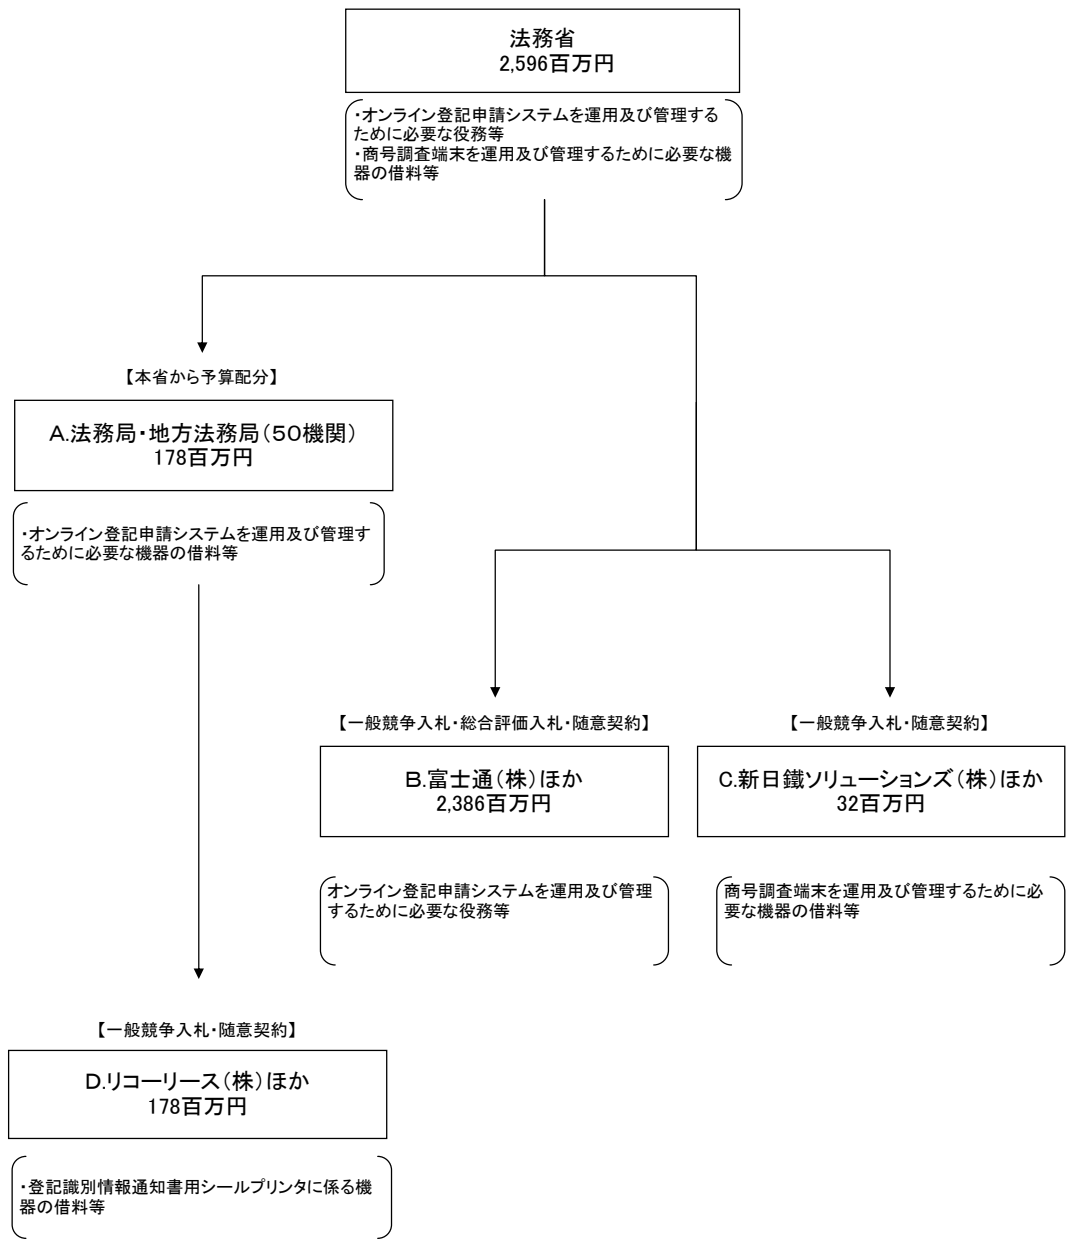 法務省
2,596百万円
・オンライン登記申請システムを運用及び管理する
ために必要な役務等
・商号調査端末を運用及び管理するために必要な機
器の借料等
【本省から予算配分】
A.法務局・地方法務局(50機関)
178百万円
・オンライン登記申請システムを運用及び管理す
るために必要な機器の借料等
【一般競争入札・総合評価入札・随意契約】
B.富士通(株)ほか
2,386百万円
オンライン登記申請システムを運用及び管理
するために必要な役務等
【一般競争入札・随意契約】
C.新日鐵ソリューションズ(株)ほか
32百万円
商号調査端末を運用及び管理するために必
要な機器の借料等
【一般競争入札・随意契約】
D.リコーリース(株)ほか
178百万円
・登記識別情報通知書用シールプリンタに係る機
器の借料等